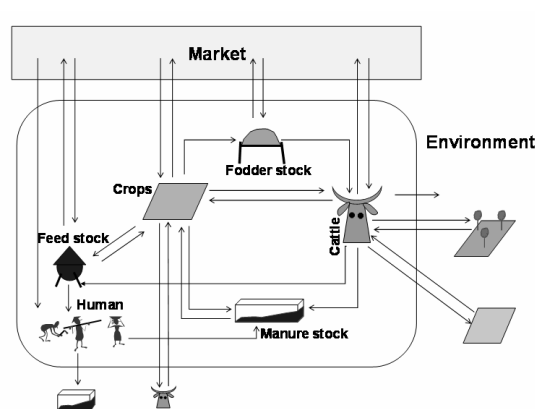 Market
Environment
Fodder stock
Crops
Cattle
Feed stock
Human
Manure stock